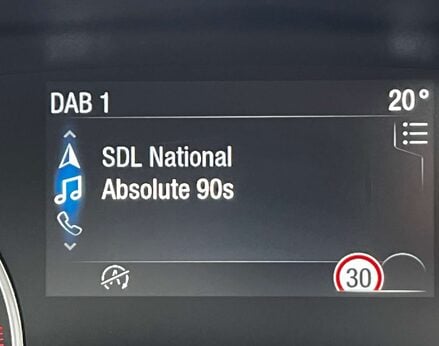 DAB 1
20°
SDL National
Absolute 90s
A
30